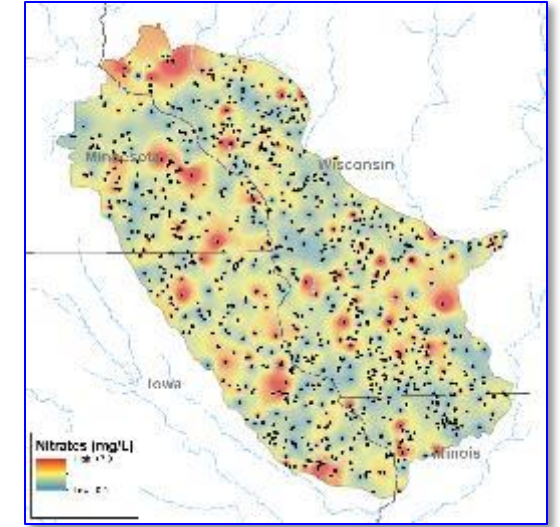 Minnesota
Wisconsin
Iowa
Illinois
Nitrates (mg/L)